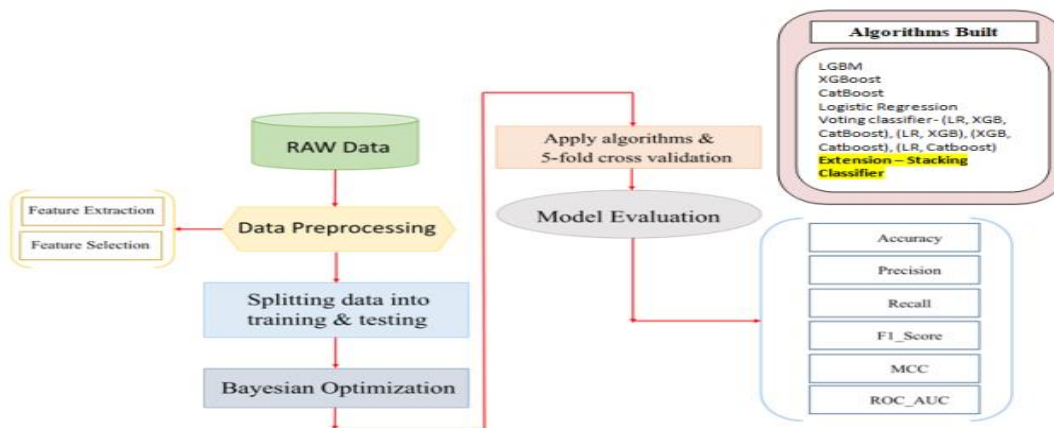 RAW Data
Data Preprocessing
Feature Extraction
Feature Selection
Splitting data into
training & testing
Bayesian Optimization
Apply algorithms &
5-fold cross validation
Model Evaluation
Accuracy
Precision
Recall
F1_Score
MCC
ROC_AUC
Algorithms Built
LGBM
XGBoost
CatBoost
Logistic Regression
Voting classifier- (LR, XGB,
CatBoost), (LR, XGB), (XGB,
Catboost), (LR, Catboost)
Extension – Stacking
Classifier